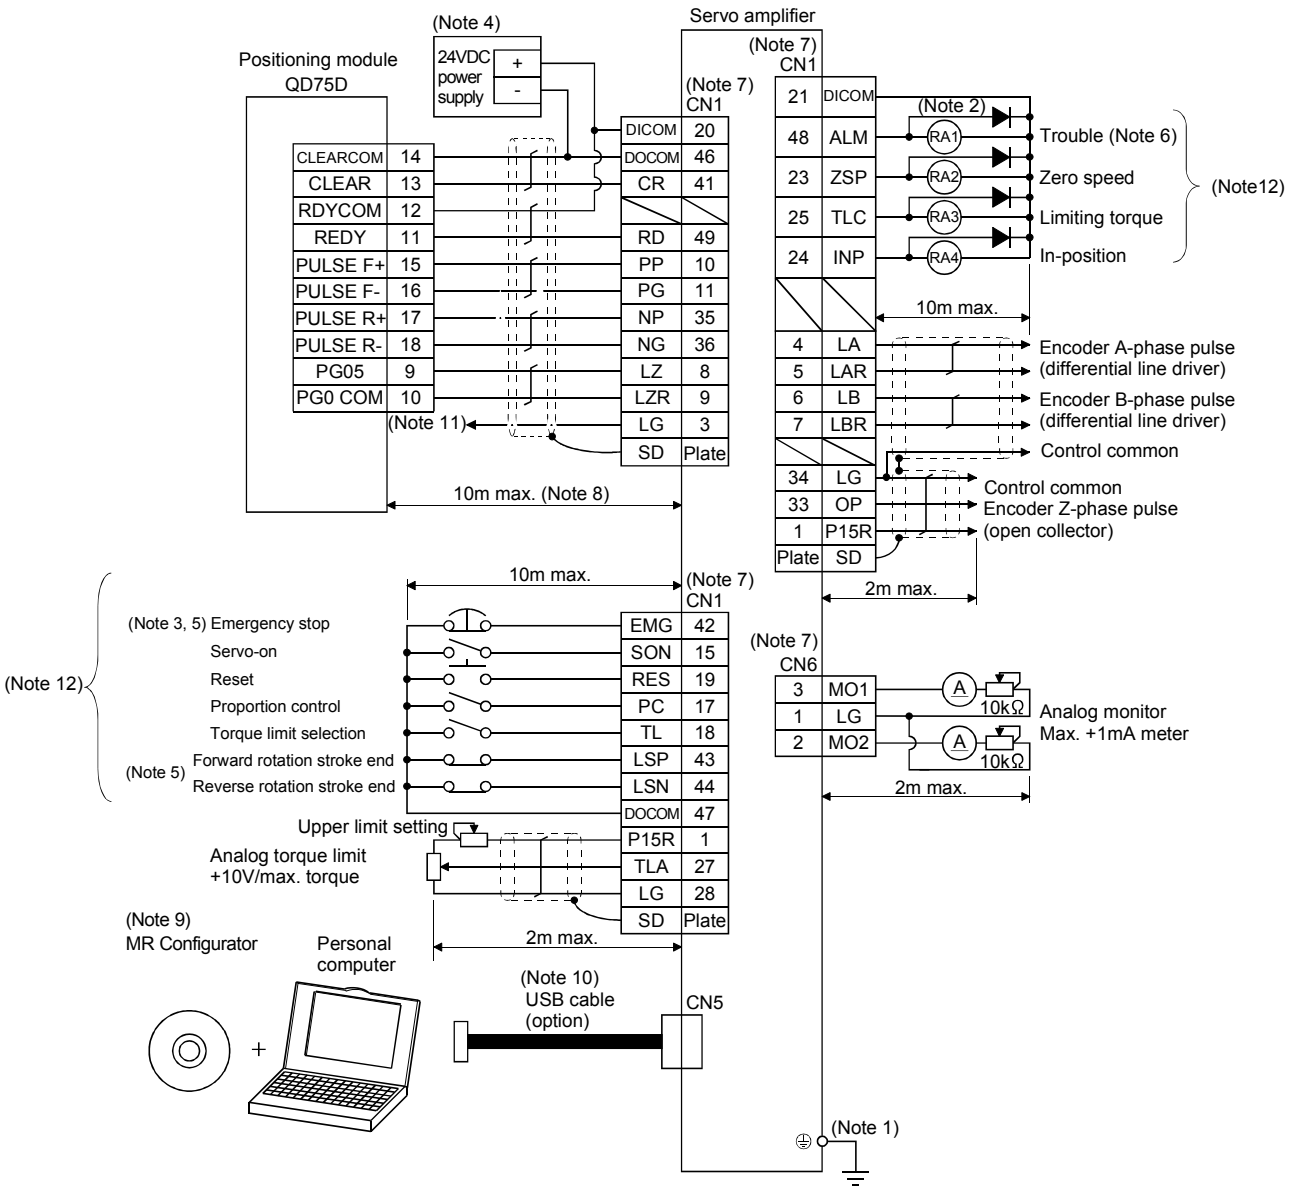 Servo amplifier
(Note 4)
24VDC
power
supply
+
-
Positioning module
QD75D
(Note 7)
CN1
DICOM 20
CLEARCOM 14 DOCOM 46
CLEAR 13 CR 41
RDYCOM 12
REDY 11 RD 49
PULSE F+ 15 PP 10
PULSE F- 16 PG 11
PULSE R+ 17 NP 35
PULSE R- 18 NG 36
PG05 9 LZ 8
PG0 COM 10 LZR 9
(Note 11) LG 3
SD Plate
10m max. (Note 8)
(Note 7)
CN1
21 DICOM
(Note 2)
48 ALM RA1 Trouble (Note 6)
23 ZSP RA2 Zero speed
25 TLC RA3 Limiting torque
24 INP RA4 In-position
(Note12)
10m max.
4 LA Encoder A-phase pulse
5 LAR (differential line driver)
6 LB Encoder B-phase pulse
7 LBR (differential line driver)
Control common
34 LG Control common
33 OP Encoder Z-phase pulse
1 P15R (open collector)
Plate SD
2m max.
10m max.
(Note 7)
CN1
(Note 12)
(Note 3, 5) Emergency stop EMG 42
Servo-on SON 15
Reset RES 19
Proportion control PC 17
Torque limit selection TL 18
(Note 5)
Forward rotation stroke end LSP 43
Reverse rotation stroke end LSN 44
DOCOM 47
Upper limit setting P15R 1
Analog torque limit
+10V/max. torque
TLA 27
LG 28
SD Plate
2m max.
(Note 7)
CN6
3 MO1 A 10kΩ
1 LG
2 MO2 A 10kΩ
Analog monitor
Max. +1mA meter
2m max.
(Note 9)
MR Configurator
+
Personal
computer
(Note 10)
USB cable
(option)
CN5
(Note 1)